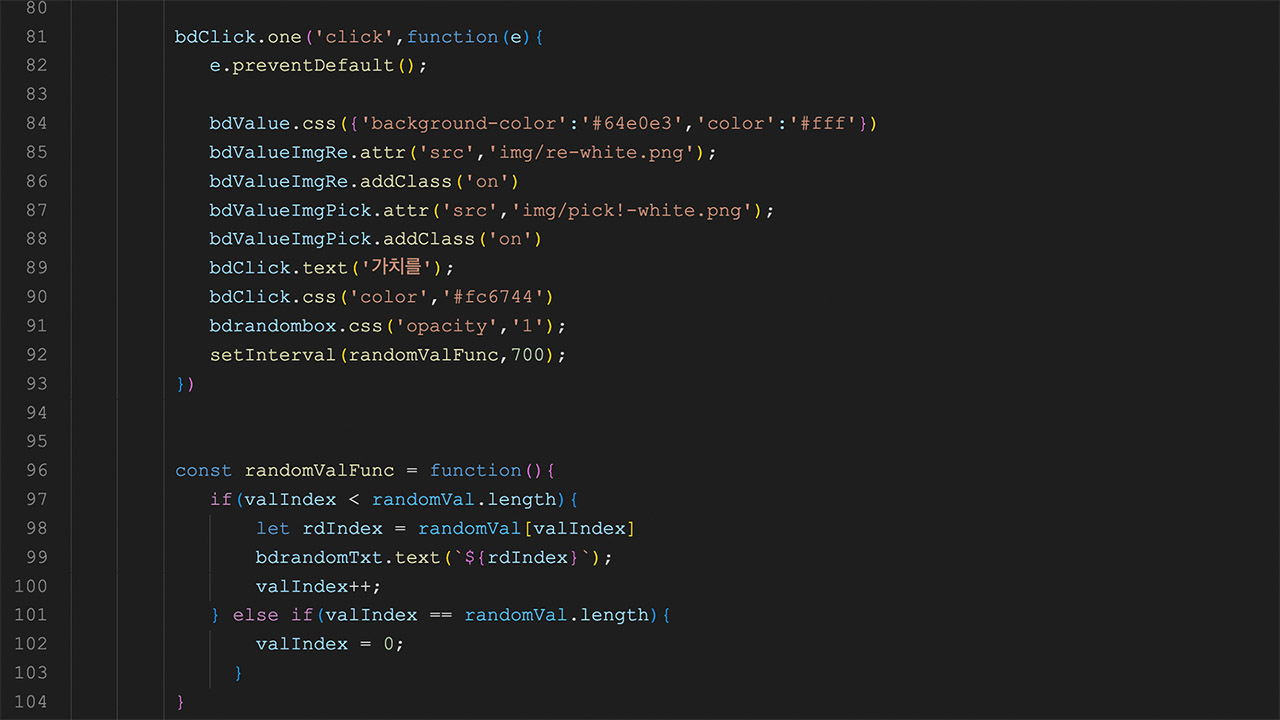 80
81 bdClick.one('click',function(e){
82 e.preventDefault();
83
84 bdValue.css({'background-color':'#64e0e3','color':'#fff'})
85 bdValueImgRe.attr('src','img/re-white.png');
86 bdValueImgRe.addClass('on')
87 bdValueImgPick.attr('src','img/pick!-white.png');
88 bdValueImgPick.addClass('on')
89 bdClick.text('가치를');
90 bdClick.css('color','#fc6744')
91 bdrandombox.css('opacity','1');
92 setInterval(randomValFunc,700);
93 })
94
95
96 const randomValFunc = function(){
97 if(valIndex < randomVal.length){
98 let rdIndex = randomVal[valIndex]
99 bdrandomTxt.text(`${rdIndex}`);
100 valIndex++;
101 } else if(valIndex == randomVal.length){
102 valIndex = 0;
103 }
104 }